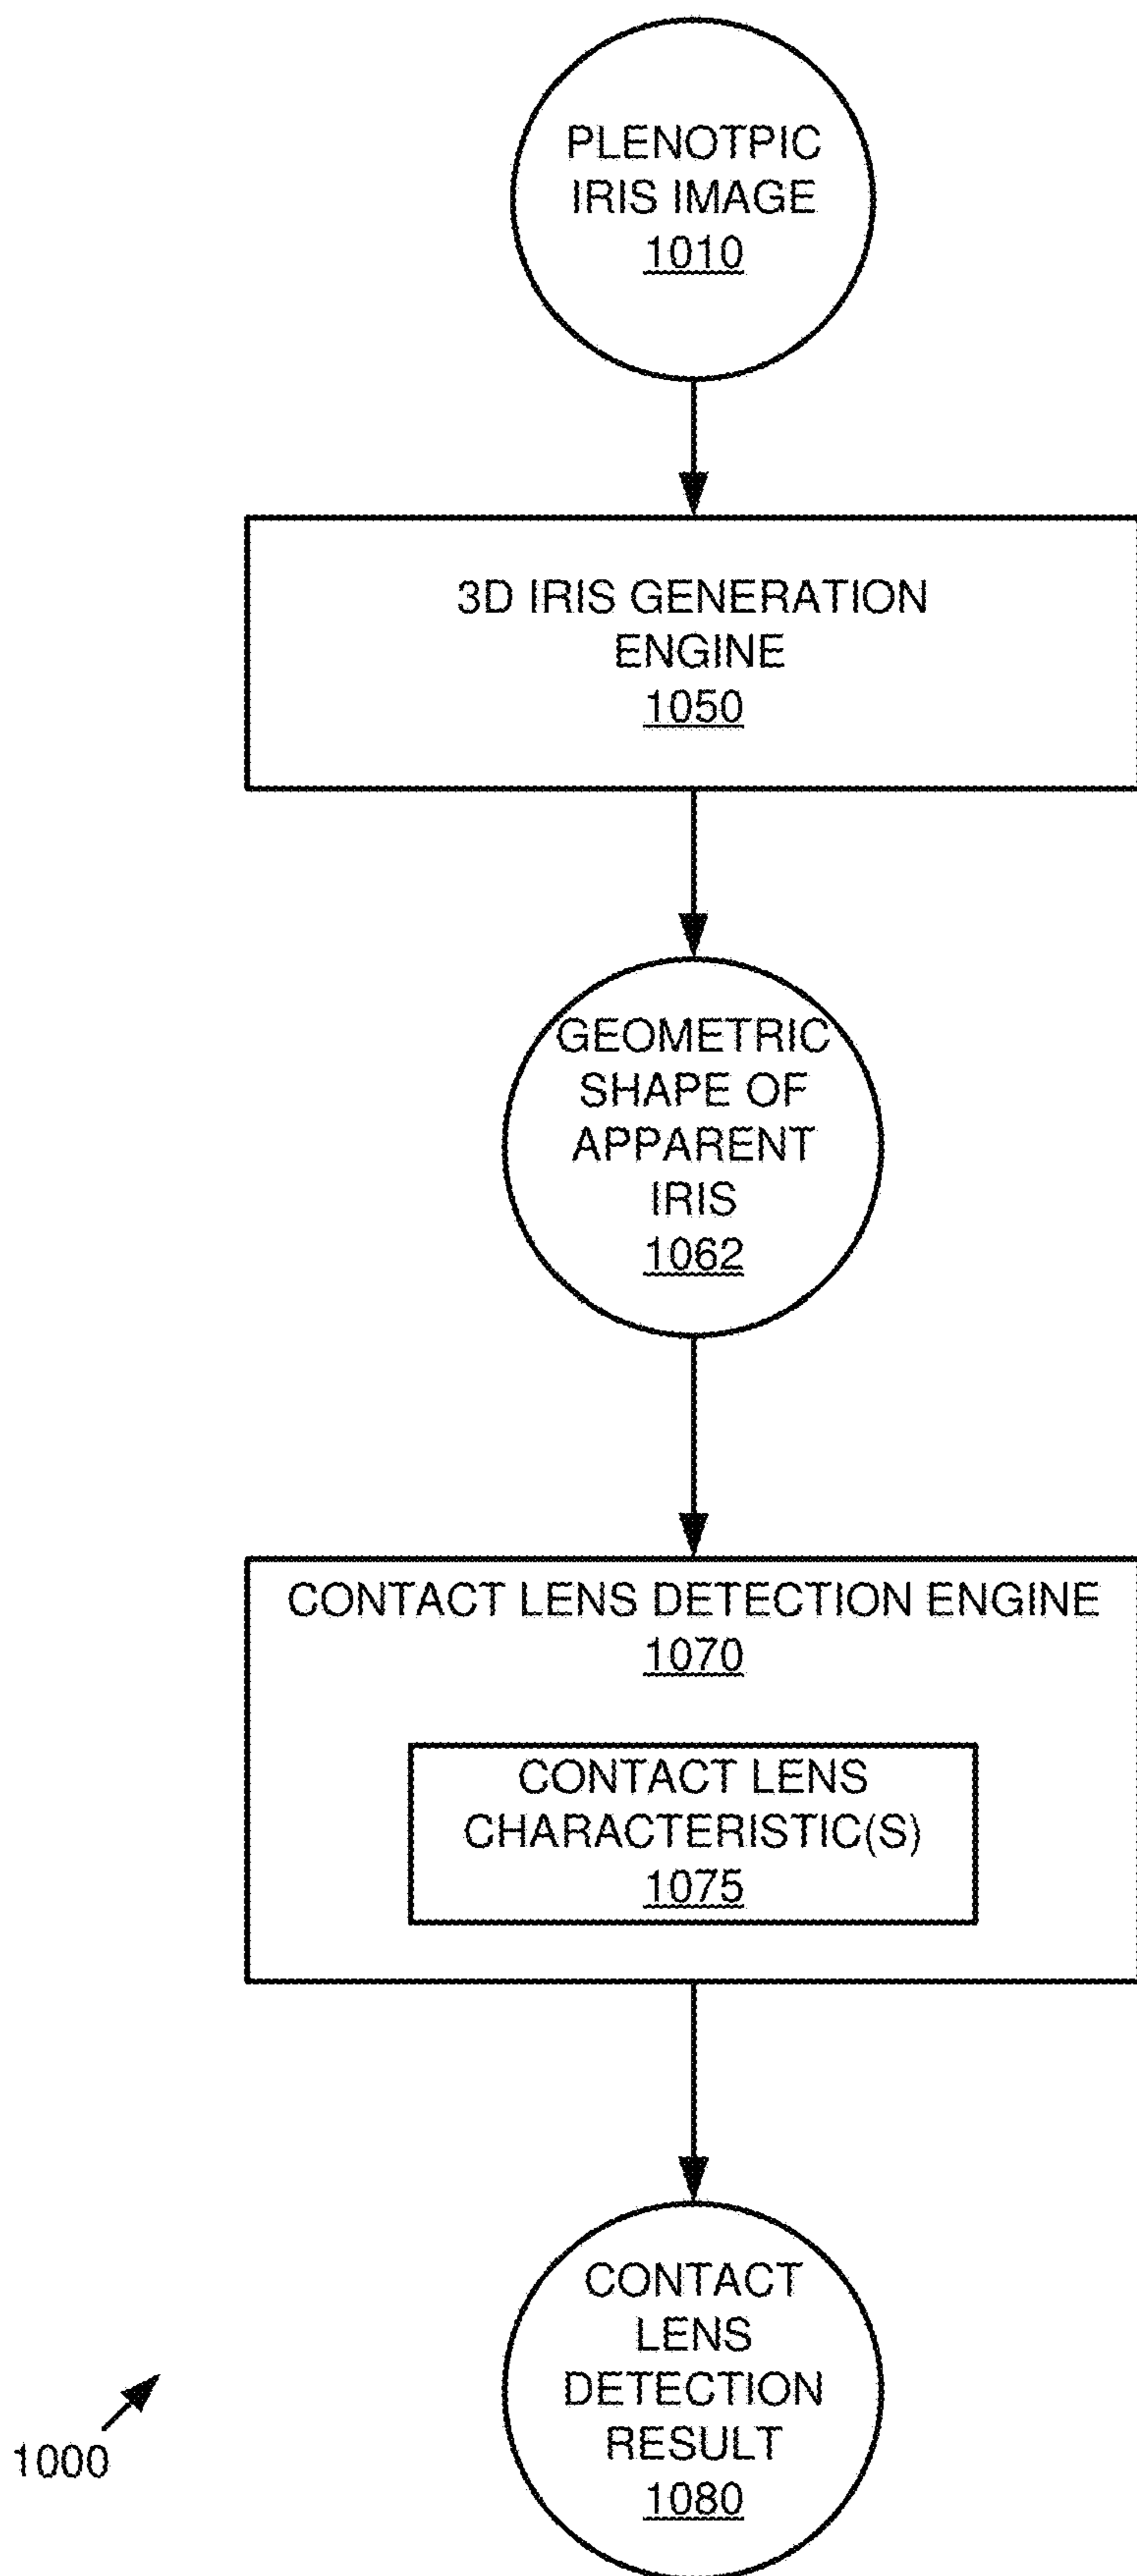 PLENOTPIC
IRIS IMAGE
1010
3D IRIS GENERATION
ENGINE
1050
GEOMETRIC
SHAPE OF
APPARENT
IRIS
1062
CONTACT LENS DETECTION ENGINE
1070
CONTACT LENS
CHARACTERISTIC(S)
1075
CONTACT
LENS
DETECTION
RESULT
1080
1000